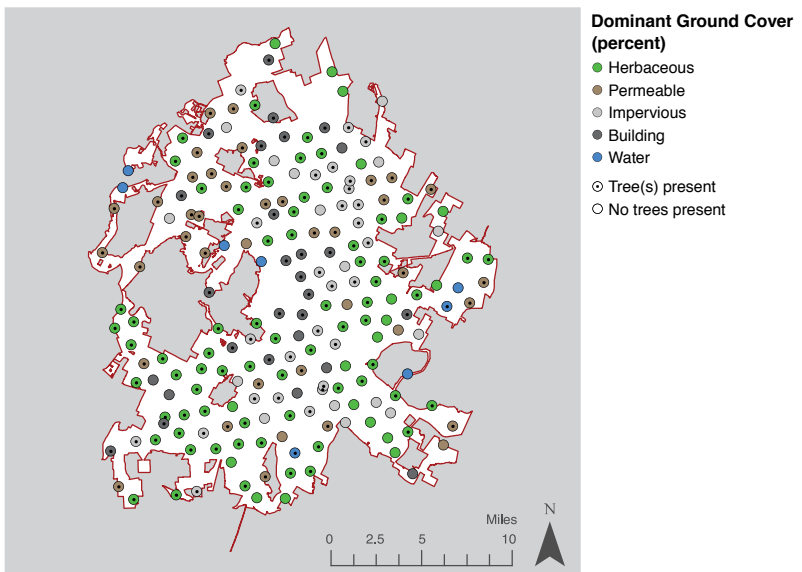 Dominant Ground Cover
(percent)
Herbaceous
Permeable
Impervious
Building
Water
Tree(s) present
No trees present
Miles
N
0 2.5 5 10